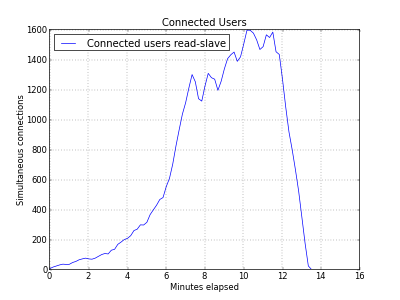 Connected Users
Connected users read-slave
Simultaneous connections
1600
1400
1200
1000
800
600
400
200
0
0 2 4 6 8 10 12 14 16
Minutes elapsed